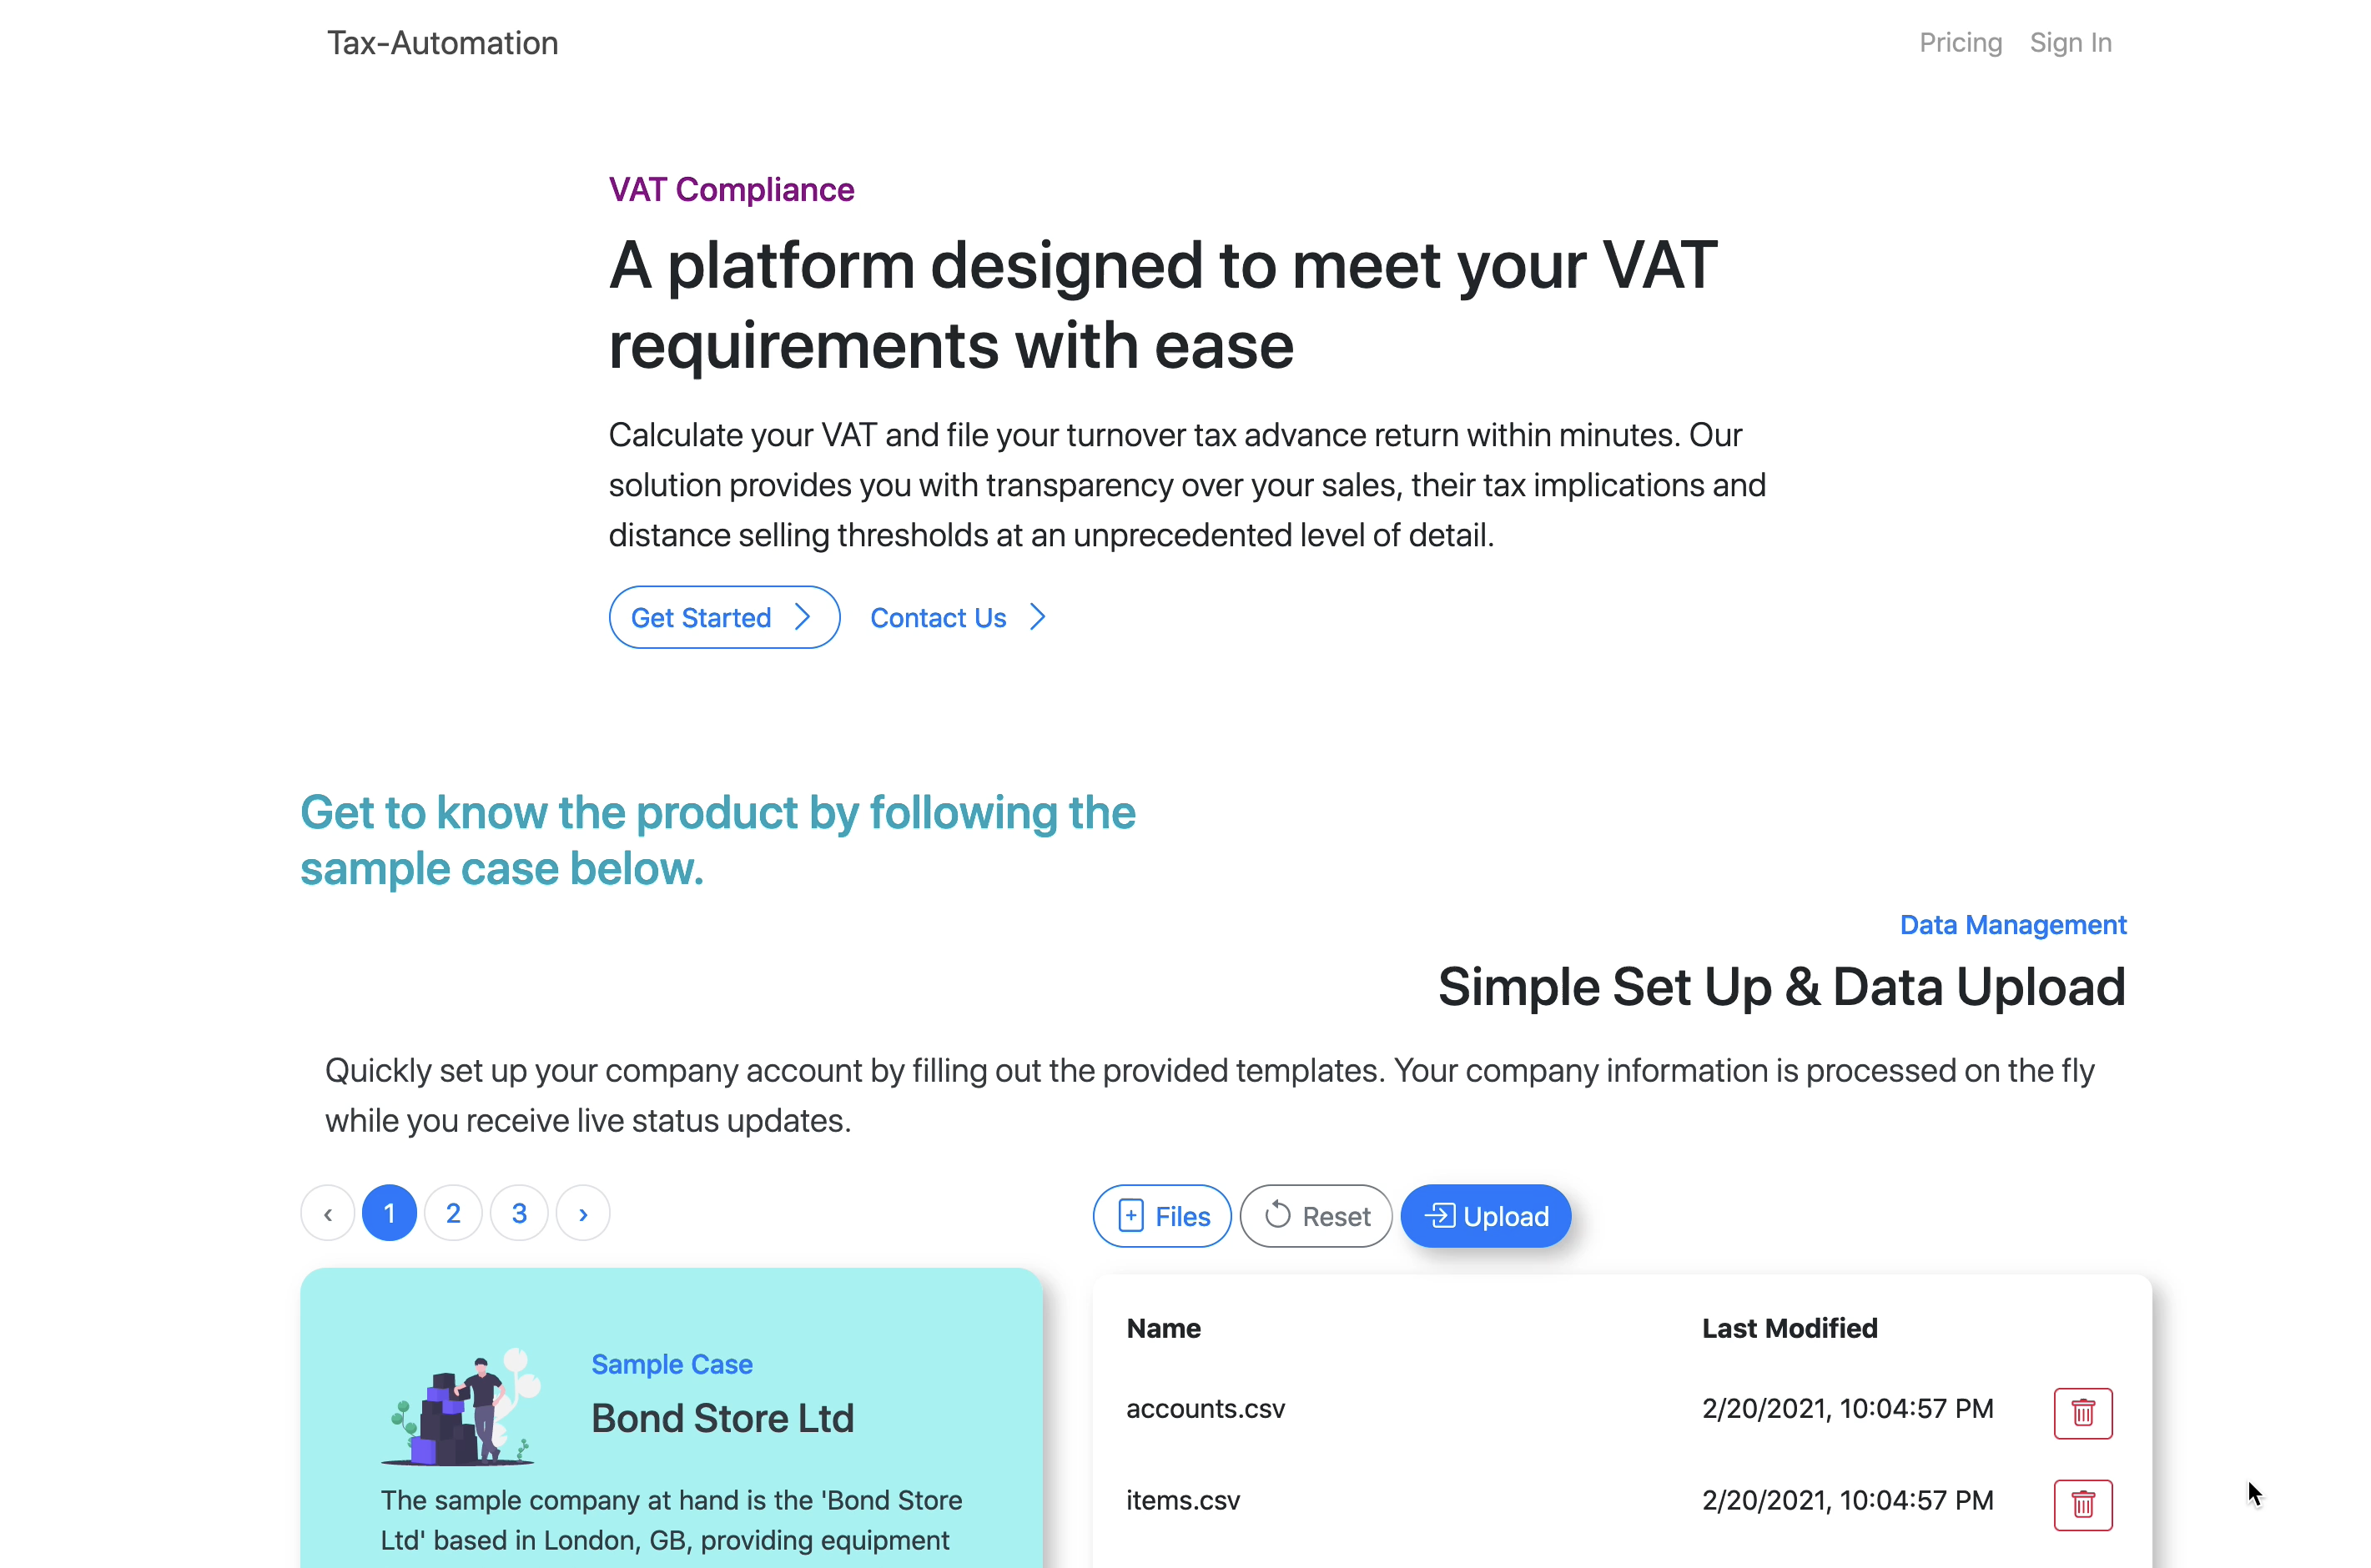 Tax-Automation
Pricing
Sign In
VAT Compliance
A platform designed to meet your VAT
requirements with ease
Calculate your VAT and file your turnover tax advance return within minutes. Our
solution provides you with transparency over your sales, their tax implications and
distance selling thresholds at an unprecedented level of detail.
Get Started
Contact Us
Get to know the product by following the
sample case below.
Data Management
Simple Set Up & Data Upload
Quickly set up your company account by filling out the provided templates. Your company information is processed on the fly
while you receive live status updates.
‹ 1 2 3 ›
Files
Reset
Upload
Sample Case
Bond Store Ltd
The sample company at hand is the 'Bond Store
Ltd' based in London, GB, providing equipment
Name Last Modified
accounts.csv 2/20/2021, 10:04:57 PM
items.csv 2/20/2021, 10:04:57 PM